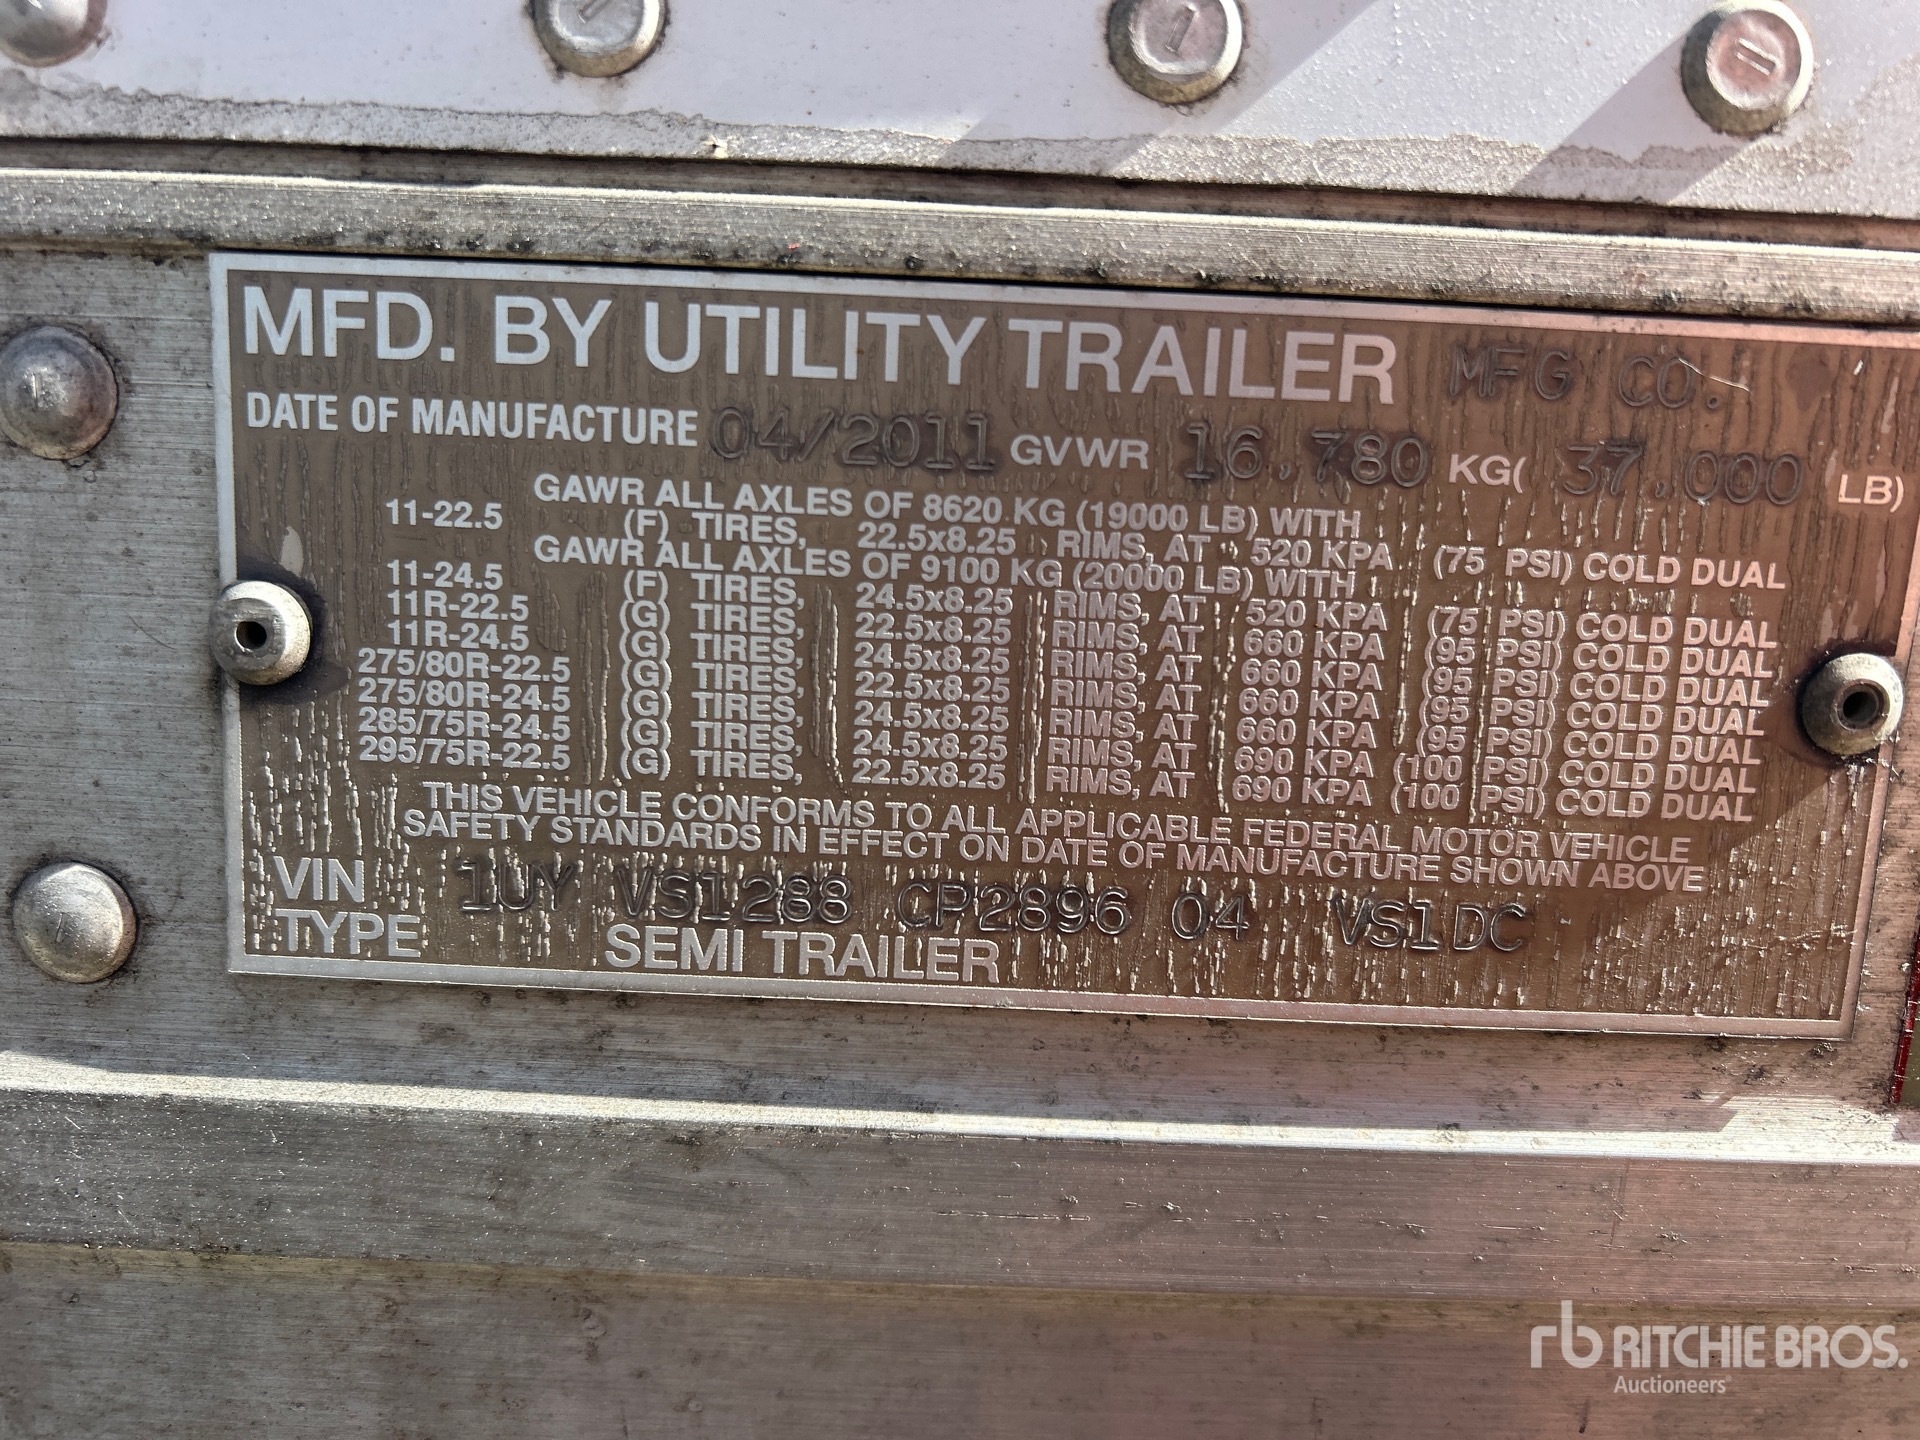 MFD. BY UTILITY TRAILER MFG CO.
DATE OF MANUFACTURE 04/2011 GVWR 16,780 KG( 37,000 LB)
GAWR ALL AXLES OF 8620 KG (19000 LB) WITH
11-22.5 (F) TIRES, 22.5x8.25 RIMS, AT 520 KPA (75 PSI) COLD DUAL
GAWR ALL AXLES OF 9100 KG (20000 LB) WITH
11-24.5 (F) TIRES, 24.5x8.25 RIMS, AT 520 KPA (75 PSI) COLD DUAL
11R-22.5 (G) TIRES, 22.5x8.25 RIMS, AT 660 KPA (95 PSI) COLD DUAL
11R-24.5 (G) TIRES, 24.5x8.25 RIMS, AT 660 KPA (95 PSI) COLD DUAL
275/80R-22.5 (G) TIRES, 22.5x8.25 RIMS, AT 660 KPA (95 PSI) COLD DUAL
275/80R-24.5 (G) TIRES, 24.5x8.25 RIMS, AT 660 KPA (95 PSI) COLD DUAL
285/75R-24.5 (G) TIRES, 24.5x8.25 RIMS, AT 690 KPA (100 PSI) COLD DUAL
295/75R-22.5 (G) TIRES, 22.5x8.25 RIMS, AT 690 KPA (100 PSI) COLD DUAL
THIS VEHICLE CONFORMS TO ALL APPLICABLE FEDERAL MOTOR VEHICLE
SAFETY STANDARDS IN EFFECT ON DATE OF MANUFACTURE SHOWN ABOVE
VIN 1UY VS1288 CP2896 04 VS1DC
TYPE SEMI TRAILER
rb RITCHIE BROS.
Auctioneers